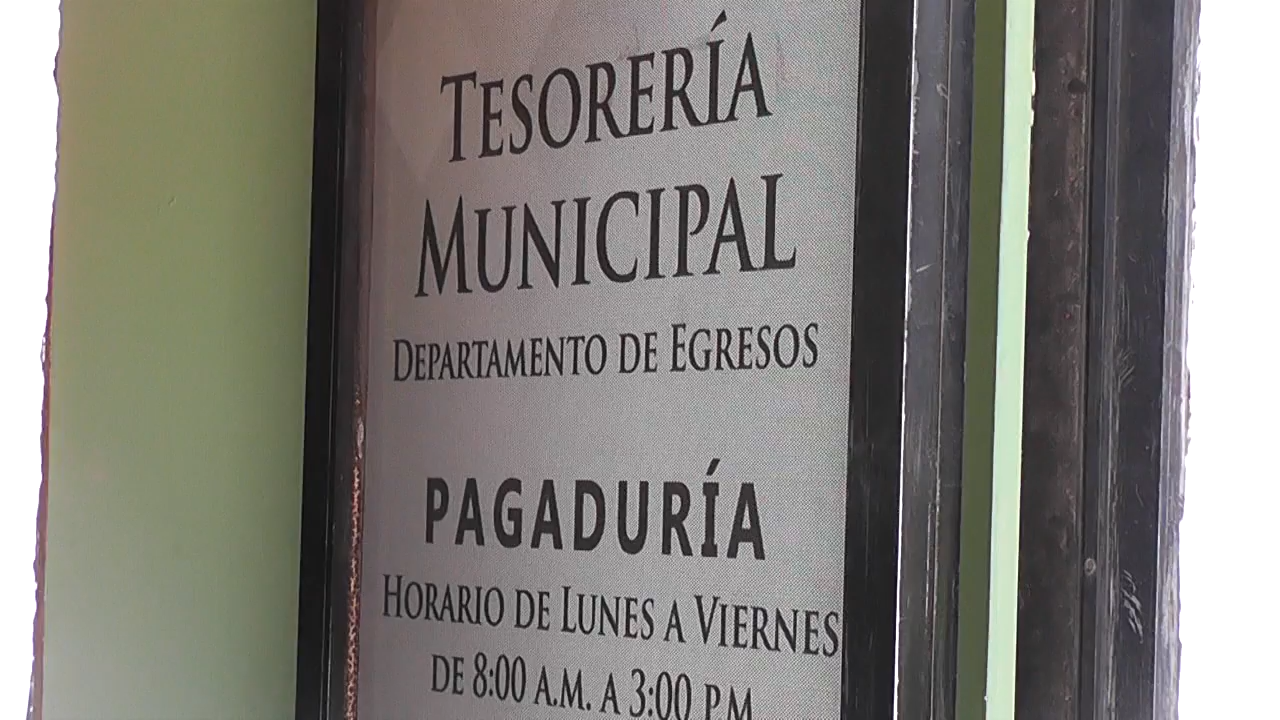 TESORERÍA
MUNICIPAL
DEPARTAMENTO DE EGRESOS
PAGADURÍA
HORARIO DE LUNES A VIERNES
DE 8:00 A.M. A 3:00 P.M.